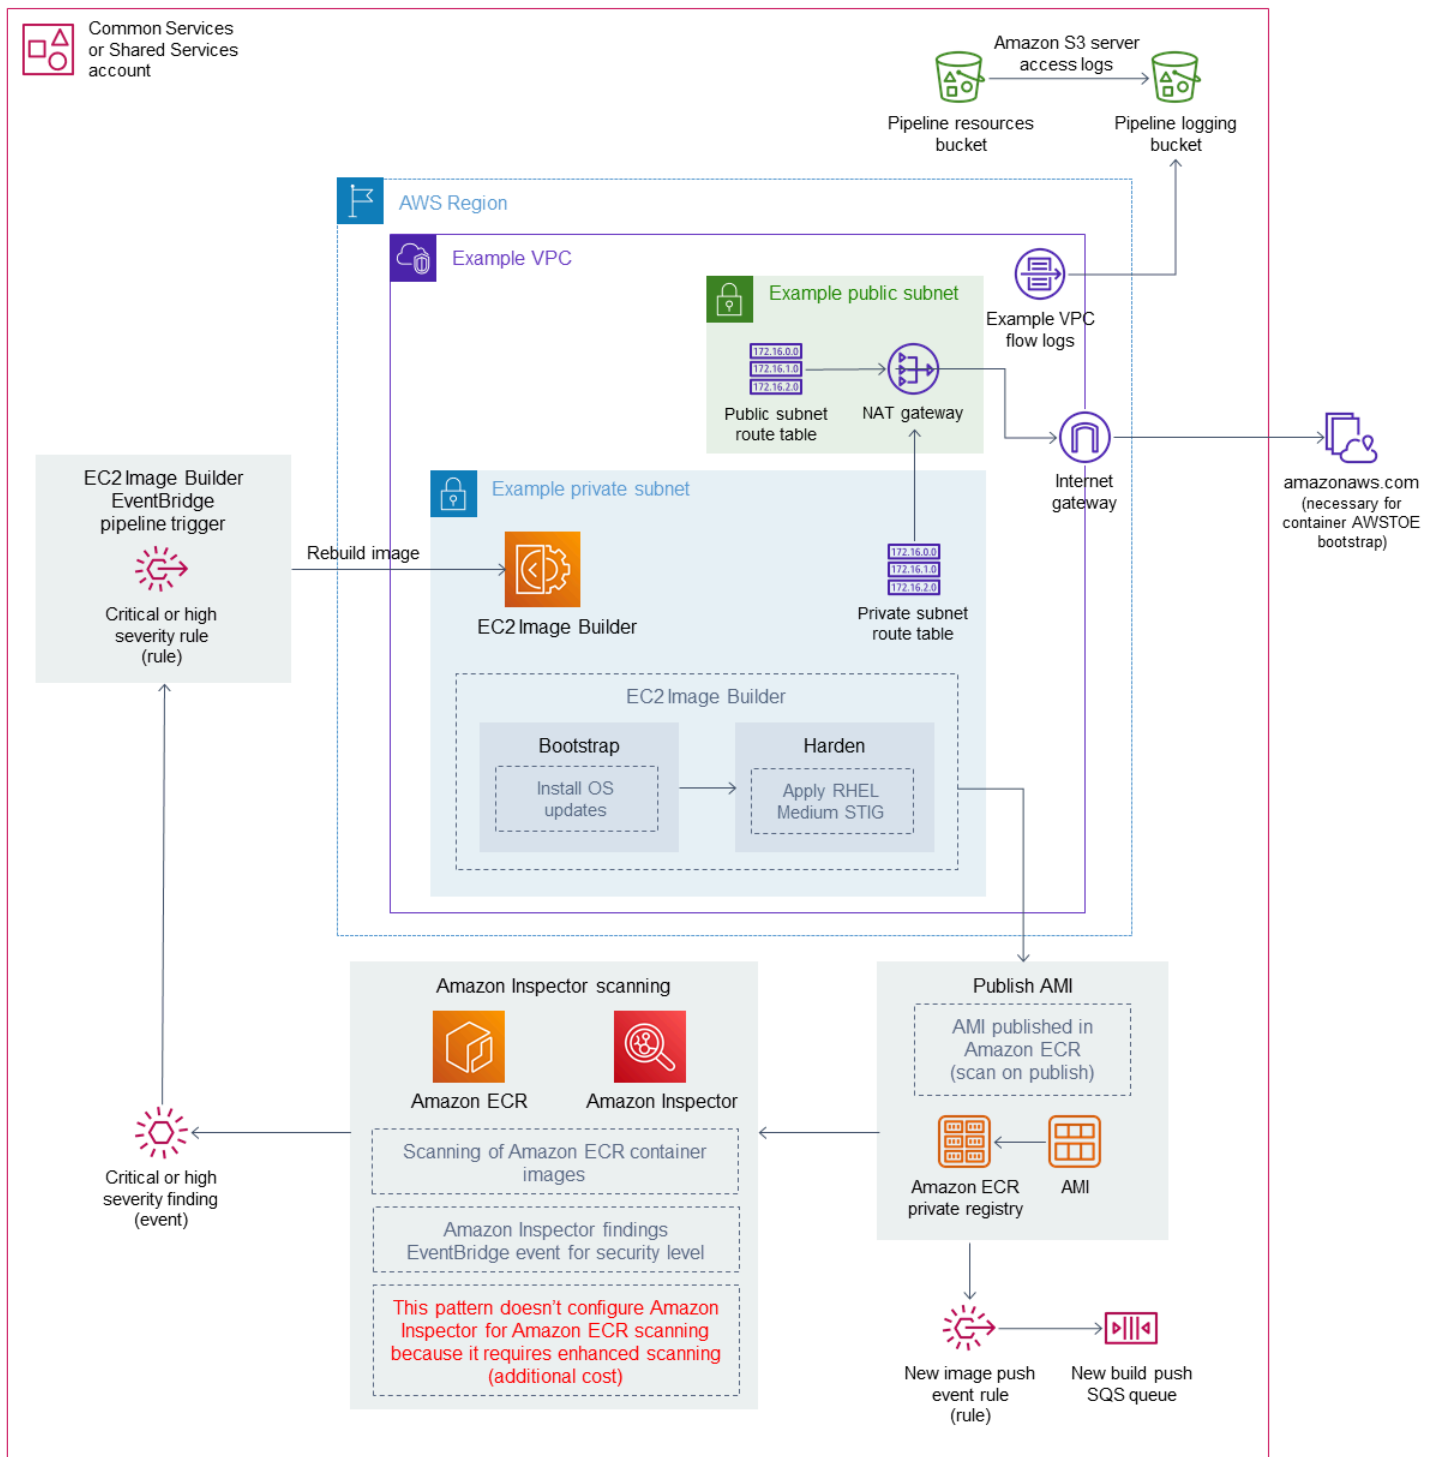 Common Services
or Shared Services
account
Amazon S3 server
access logs
Pipeline resources
bucket
Pipeline logging
bucket
AWS Region
Example VPC
Example public subnet
172.16.0.0
172.16.1.0
172.16.2.0
Public subnet
route table
NAT gateway
Example VPC
flow logs
Internet
gateway
amazonaws.com
(necessary for
container AWSTOE
bootstrap)
EC2 Image Builder
EventBridge
pipeline trigger
Critical or high
severity rule
(rule)
Rebuild image
Example private subnet
EC2 Image Builder
172.16.0.0
172.16.1.0
172.16.2.0
Private subnet
route table
EC2 Image Builder
Bootstrap
Install OS
updates
Harden
Apply RHEL
Medium STIG
Amazon Inspector scanning
Amazon ECR
Amazon Inspector
Scanning of Amazon ECR container
images
Amazon Inspector findings
EventBridge event for security level
This pattern doesn’t configure Amazon
Inspector for Amazon ECR scanning
because it requires enhanced scanning
(additional cost)
Critical or high
severity finding
(event)
Publish AMI
AMI published in
Amazon ECR
(scan on publish)
Amazon ECR
private registry
AMI
New image push
event rule
(rule)
New build push
SQS queue